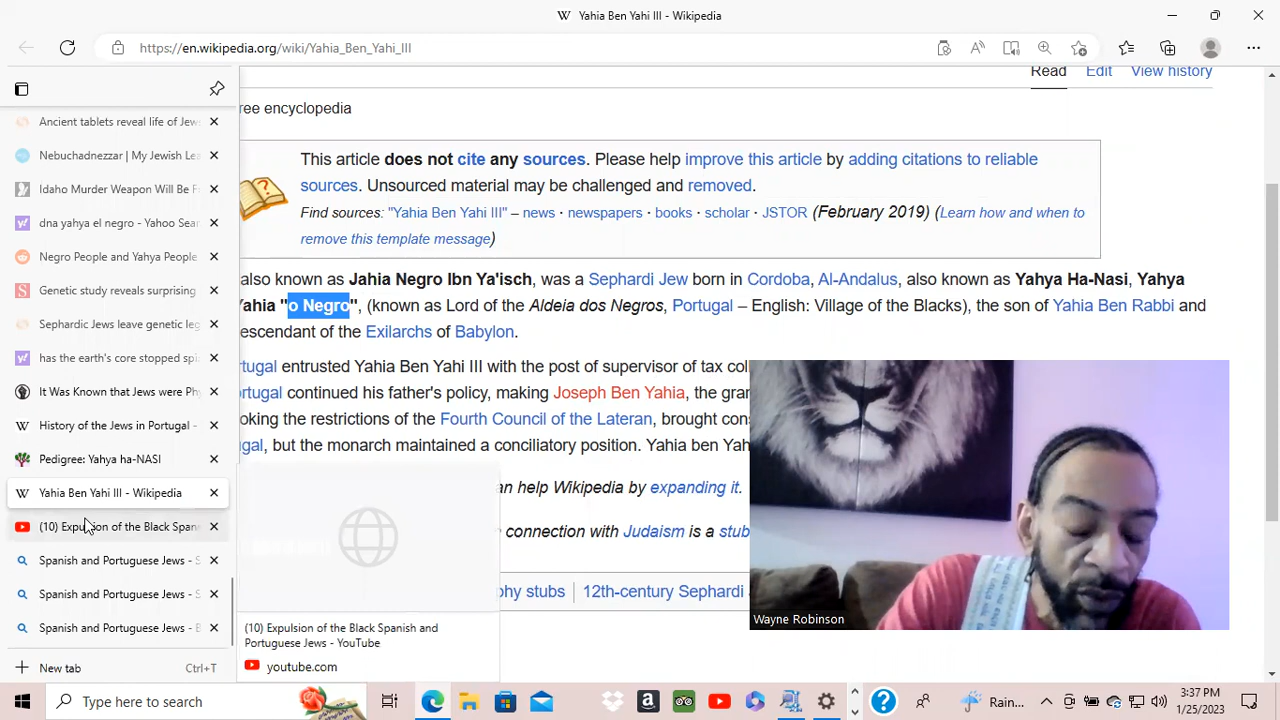 Yahia Ben Yahi III - Wikipedia
https://en.wikipedia.org/wiki/Yahia_Ben_Yahi_III
Ancient tablets reveal life of Jew
Nebuchadnezzar | My Jewish Lea
Idaho Murder Weapon Will Be F
dna yahya el negro - Yahoo Sear
Negro People and Yahya People
Genetic study reveals surprising
Sephardic Jews leave genetic leg
has the earth's core stopped spi
It Was Known that Jews were Ph
History of the Jews in Portugal -
Pedigree: Yahya ha-NASI
Yahia Ben Yahi III - Wikipedia
(10) Expulsion of the Black Span
Spanish and Portuguese Jews - S
Spanish and Portuguese Jews - S
Spanish and Portuguese Jews - B
New tab Ctrl+T
Read Edit View history
ree encyclopedia
This article does not cite any sources. Please help improve this article by adding citations to reliable
sources. Unsourced material may be challenged and removed.
Find sources: "Yahia Ben Yahi III" – news · newspapers · books · scholar · JSTOR (February 2019) (Learn how and when to
remove this template message)
also known as Jahia Negro Ibn Ya'isch, was a Sephardi Jew born in Cordoba, Al-Andalus, also known as Yahya Ha-Nasi, Yahya
Yahia "o Negro", (known as Lord of the Aldeia dos Negros, Portugal – English: Village of the Blacks), the son of Yahia Ben Rabbi and
escendant of the Exilarchs of Babylon.
rtugal entrusted Yahia Ben Yahi III with the post of supervisor of tax col
rtugal continued his father's policy, making Joseph Ben Yahia, the gran
oking the restrictions of the Fourth Council of the Lateran, brought con
gal, but the monarch maintained a conciliatory position. Yahia ben Yah
an help Wikipedia by expanding it.
connection with Judaism is a stub
phy stubs | 12th-century Sephardi
(10) Expulsion of the Black Spanish and
Portuguese Jews - YouTube
youtube.com
Wayne Robinson
Type here to search
Rain...
3:37 PM
1/25/2023